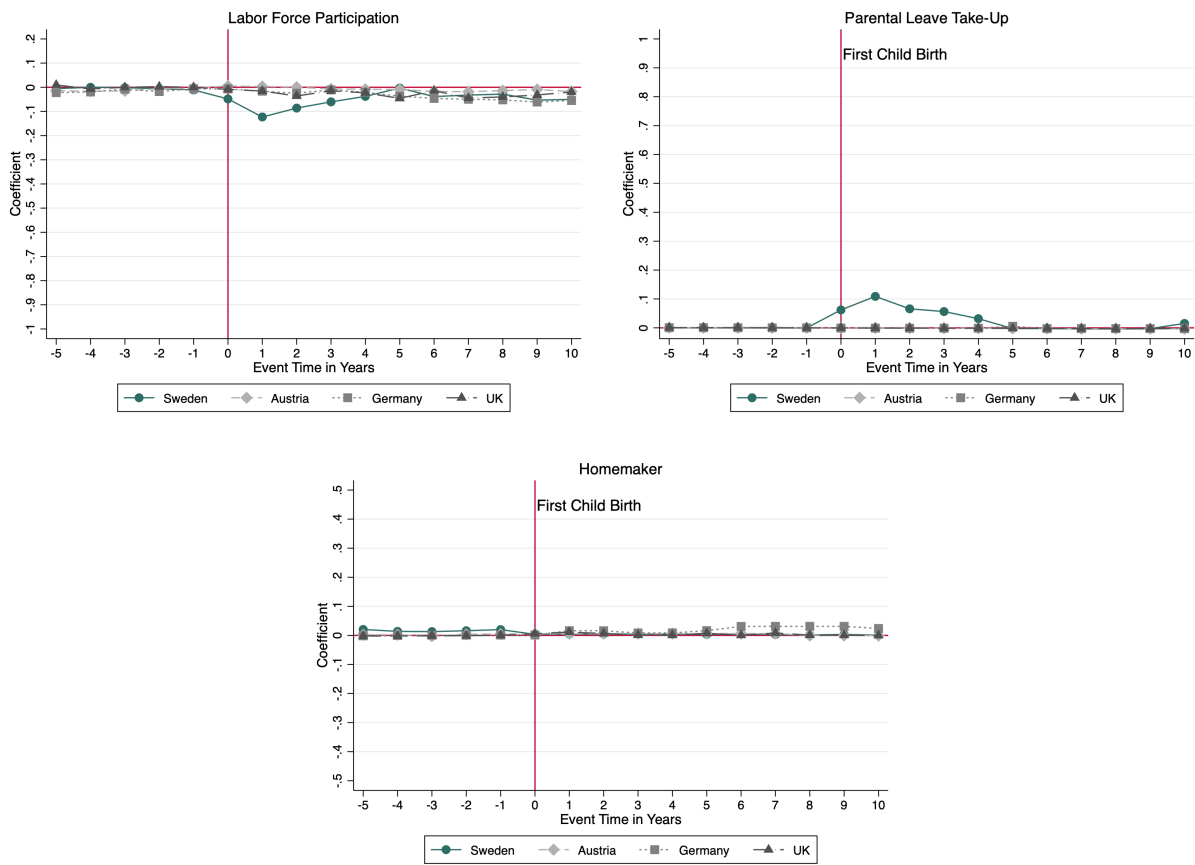 Labor Force Participation
Coefficient
.2
.1
0
-.1
-.2
-.3
-.4
-.5
-.6
-.7
-.8
-.9
-1
-5 -4 -3 -2 -1 0 1 2 3 4 5 6 7 8 9 10
Event Time in Years
Sweden Austria Germany UK
Parental Leave Take-Up
First Child Birth
Coefficient
1
.9
.8
.7
.6
.5
.4
.3
.2
.1
0
-5 -4 -3 -2 -1 0 1 2 3 4 5 6 7 8 9 10
Event Time in Years
Sweden Austria Germany UK
Homemaker
First Child Birth
Coefficient
.5
.4
.3
.2
.1
0
-.1
-.2
-.3
-.4
-.5
-5 -4 -3 -2 -1 0 1 2 3 4 5 6 7 8 9 10
Event Time in Years
Sweden Austria Germany UK